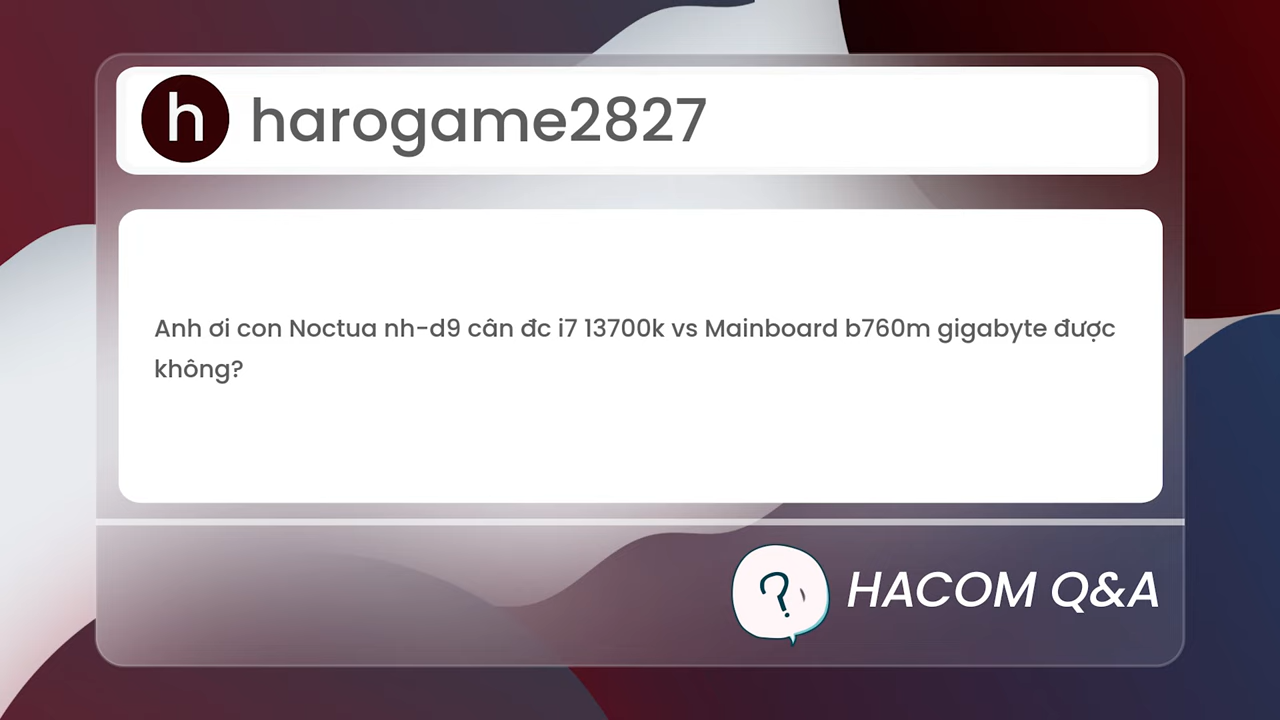 h harogame2827
Anh ơi con Noctua nh-d9 cân đc i7 13700k vs Mainboard b760m gigabyte được
không?
? HACOM Q&A